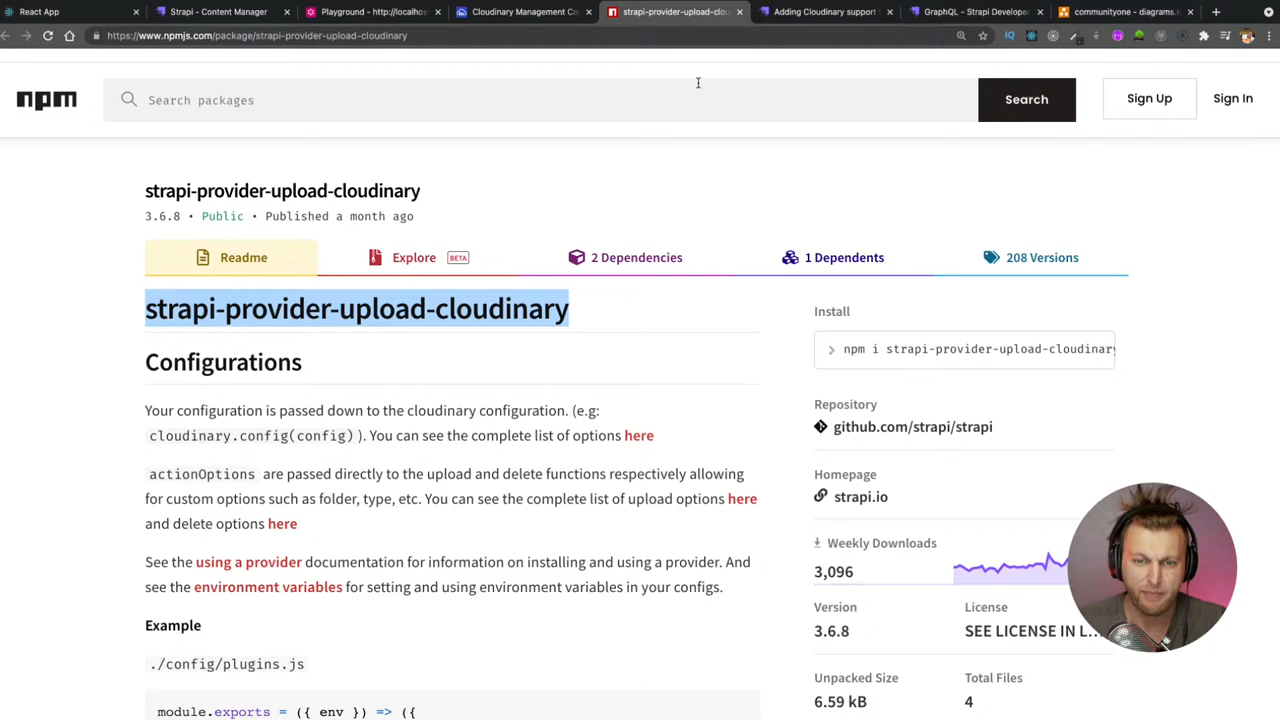 React App
Strapi - Content Manager
Playground - http://localhos
Cloudinary Management Co
strapi-provider-upload-clou
Adding Cloudinary support
GraphQL - Strapi Developer
communityone - diagrams.n
https://www.npmjs.com/package/strapi-provider-upload-cloudinary
npm
Search packages
Search
Sign Up
Sign In
strapi-provider-upload-cloudinary
3.6.8 • Public • Published a month ago
Readme
Explore BETA
2 Dependencies
1 Dependents
208 Versions
strapi-provider-upload-cloudinary
Configurations
Your configuration is passed down to the cloudinary configuration. (e.g:
cloudinary.config(config) ). You can see the complete list of options here
actionOptions are passed directly to the upload and delete functions respectively allowing
for custom options such as folder, type, etc. You can see the complete list of upload options here
and delete options here
See the using a provider documentation for information on installing and using a provider. And
see the environment variables for setting and using environment variables in your configs.
Example
./config/plugins.js
module.exports = ({ env }) => ({
Install
> npm i strapi-provider-upload-cloudinary
Repository
github.com/strapi/strapi
Homepage
strapi.io
Weekly Downloads
3,096
Version
3.6.8
License
SEE LICENSE IN L...
Unpacked Size
6.59 kB
Total Files
4